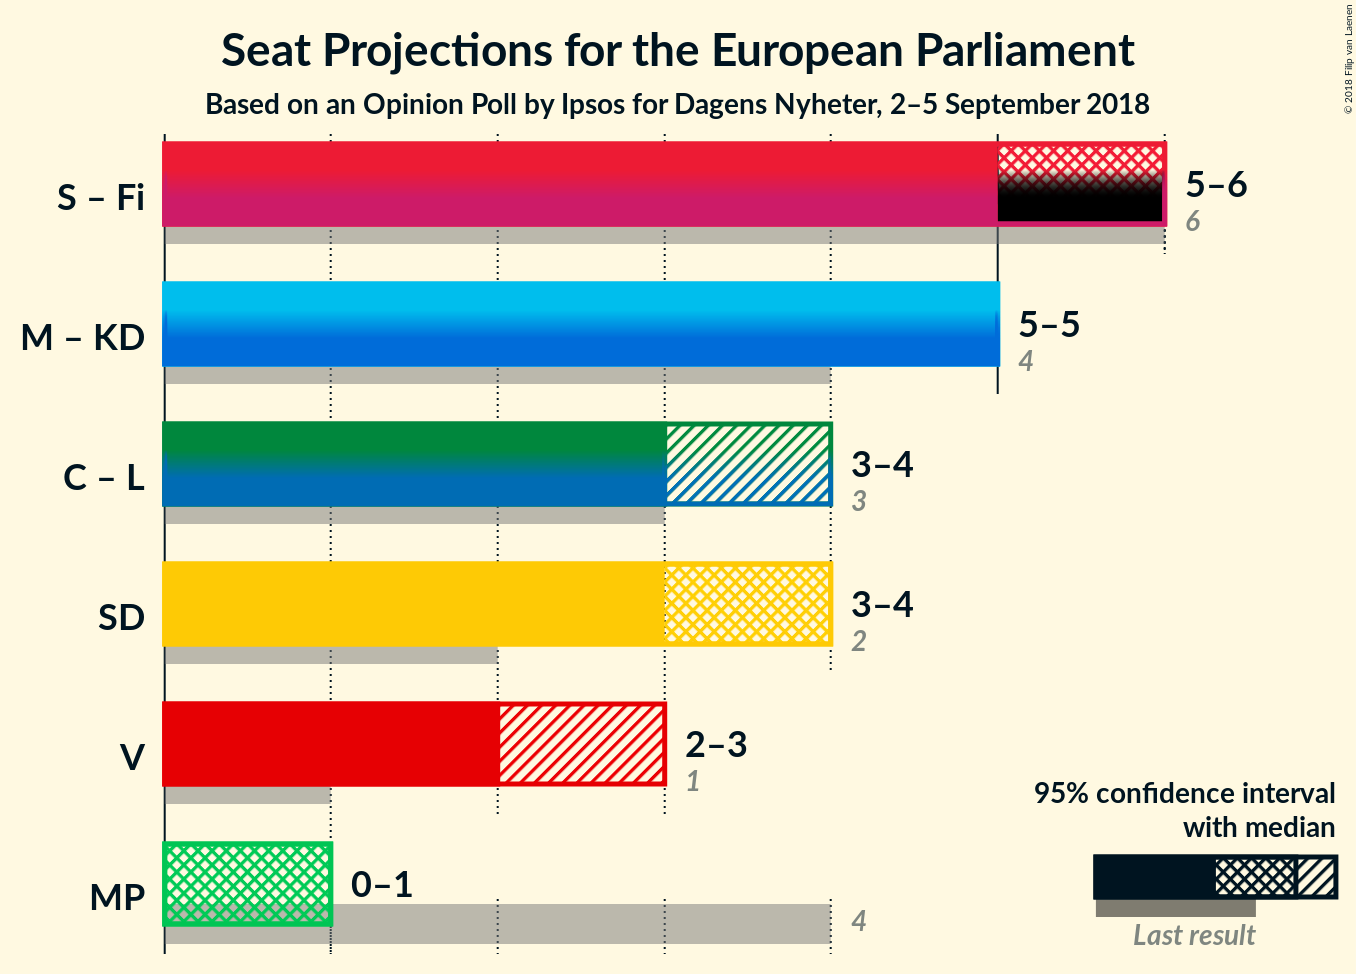 Seat Projections for the European Parliament
Based on an Opinion Poll by Ipsos for Dagens Nyheter, 2–5 September 2018
© 2018 Filip van Laenen
S – Fi
5–6
6
M – KD
5–5
4
C – L
3–4
3
SD
3–4
2
V
2–3
1
MP
0–1
4
95% confidence interval
with median
Last result